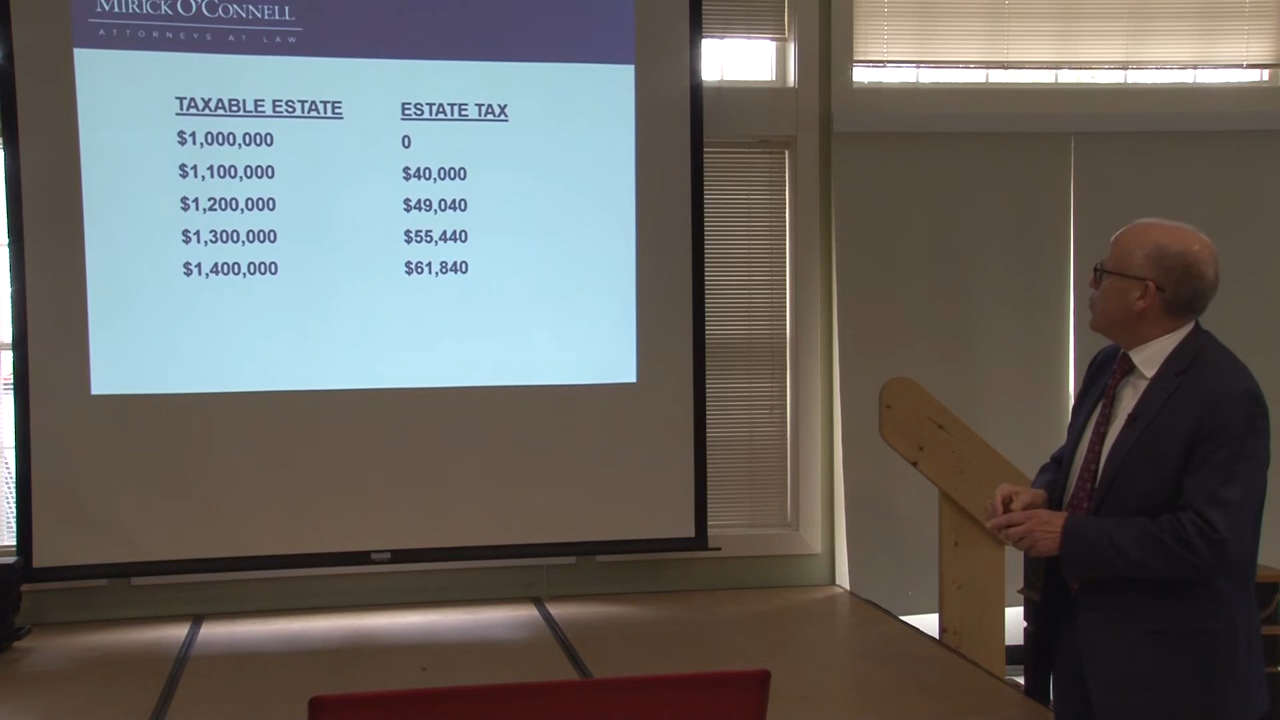 MIRICK O'CONNELL
ATTORNEYS AT LAW
TAXABLE ESTATE ESTATE TAX
$1,000,000 0
$1,100,000 $40,000
$1,200,000 $49,040
$1,300,000 $55,440
$1,400,000 $61,840